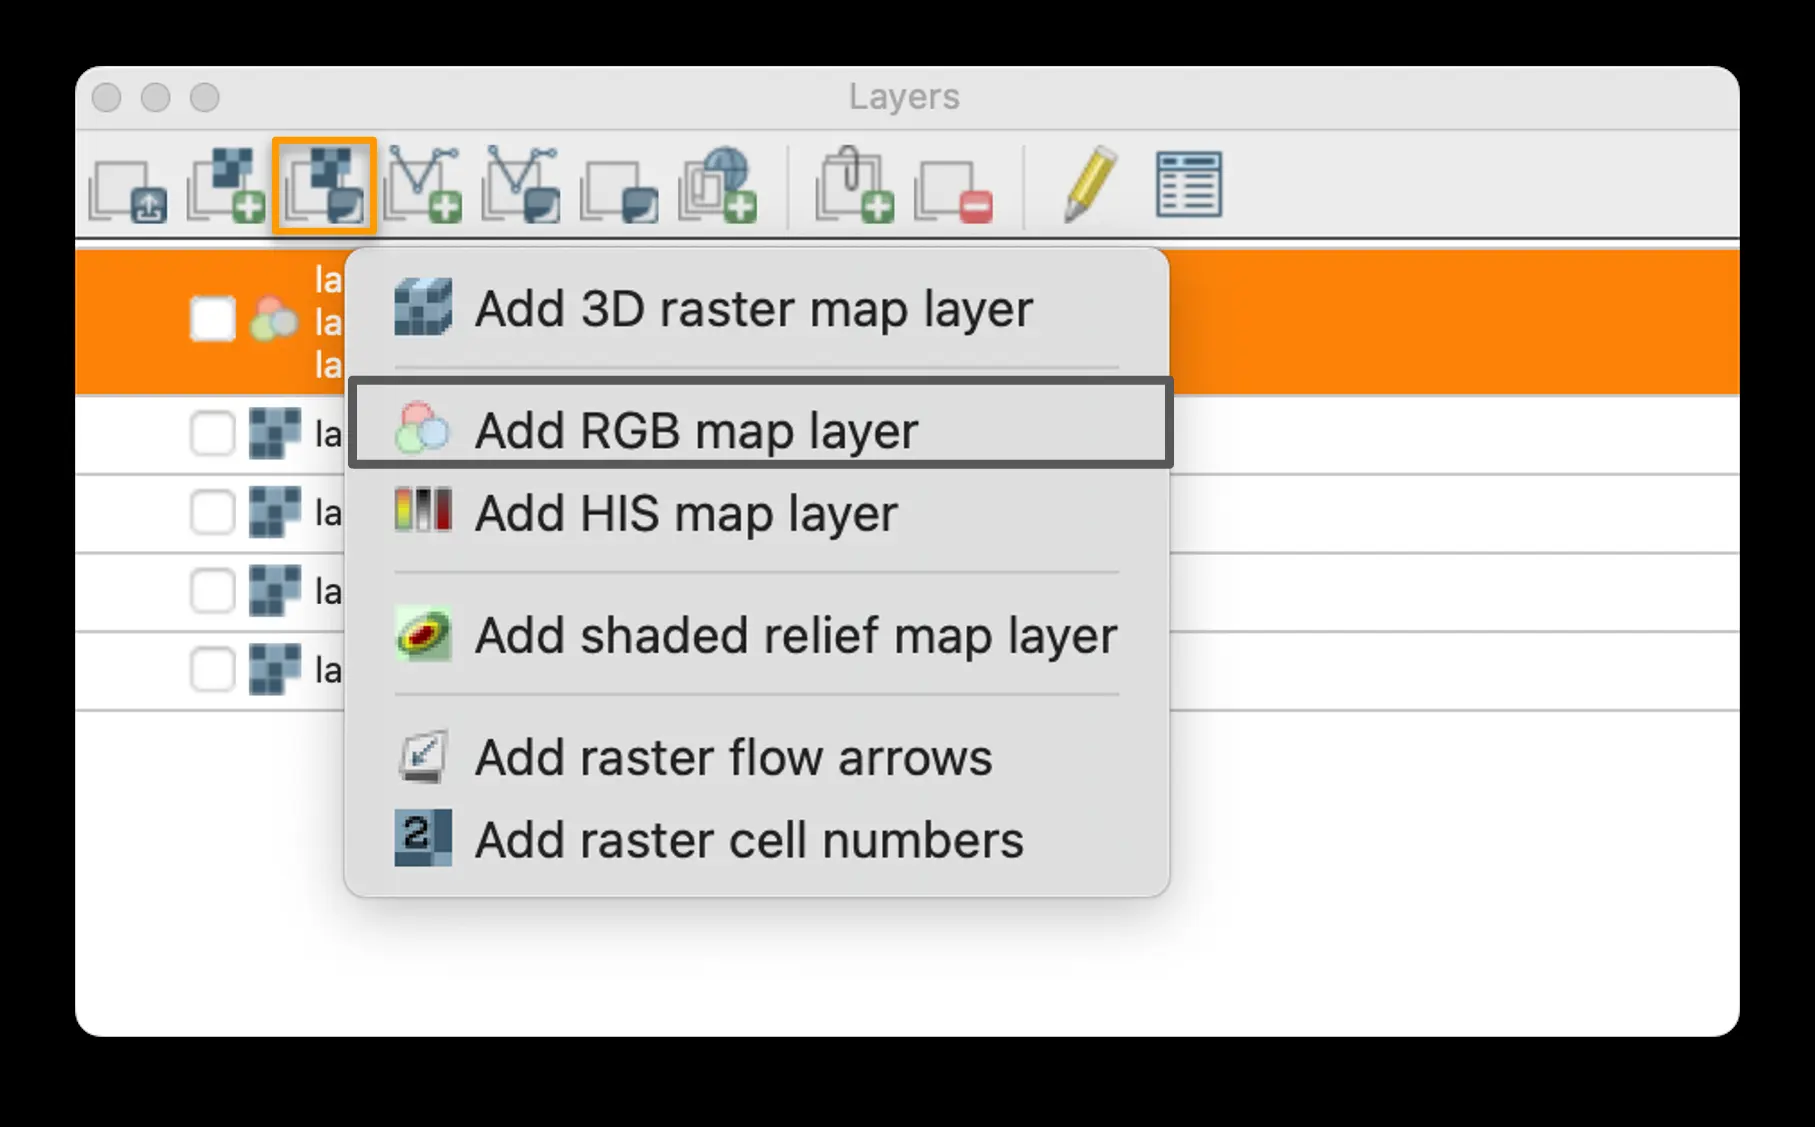 Layers
la
la
la
Add 3D raster map layer
Add RGB map layer
la
Add HIS map layer
la
Add shaded relief map layer
la
la
Add raster flow arrows
2
Add raster cell numbers